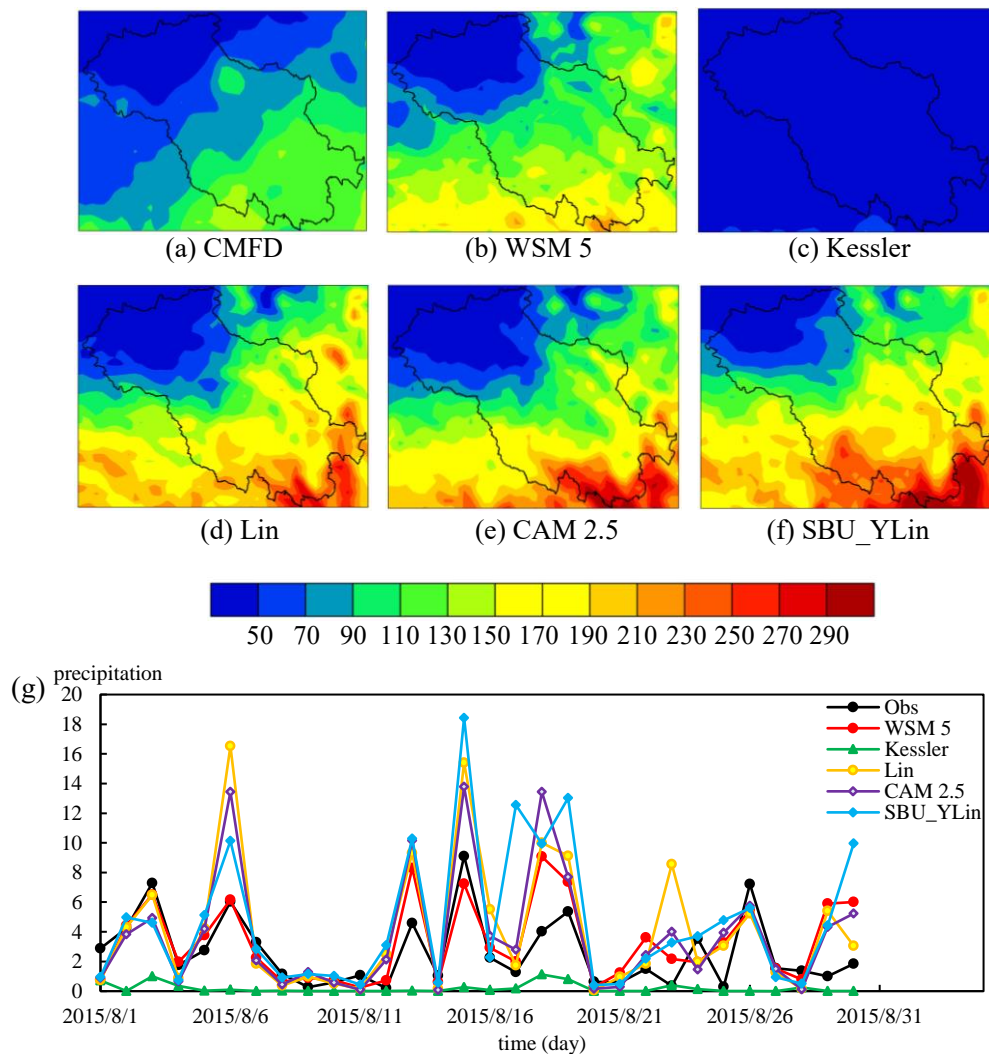 (a) CMFD
(b) WSM 5
(c) Kessler
(d) Lin
(e) CAM 2.5
(f) SBU_YLin
50 70 90 110 130 150 170 190 210 230 250 270 290
(g)
precipitation
20
18
16
14
12
10
8
6
4
2
0
Obs
WSM 5
Kessler
Lin
CAM 2.5
SBU_YLin
2015/8/1 2015/8/6 2015/8/11 2015/8/16 2015/8/21 2015/8/26 2015/8/31
time (day)